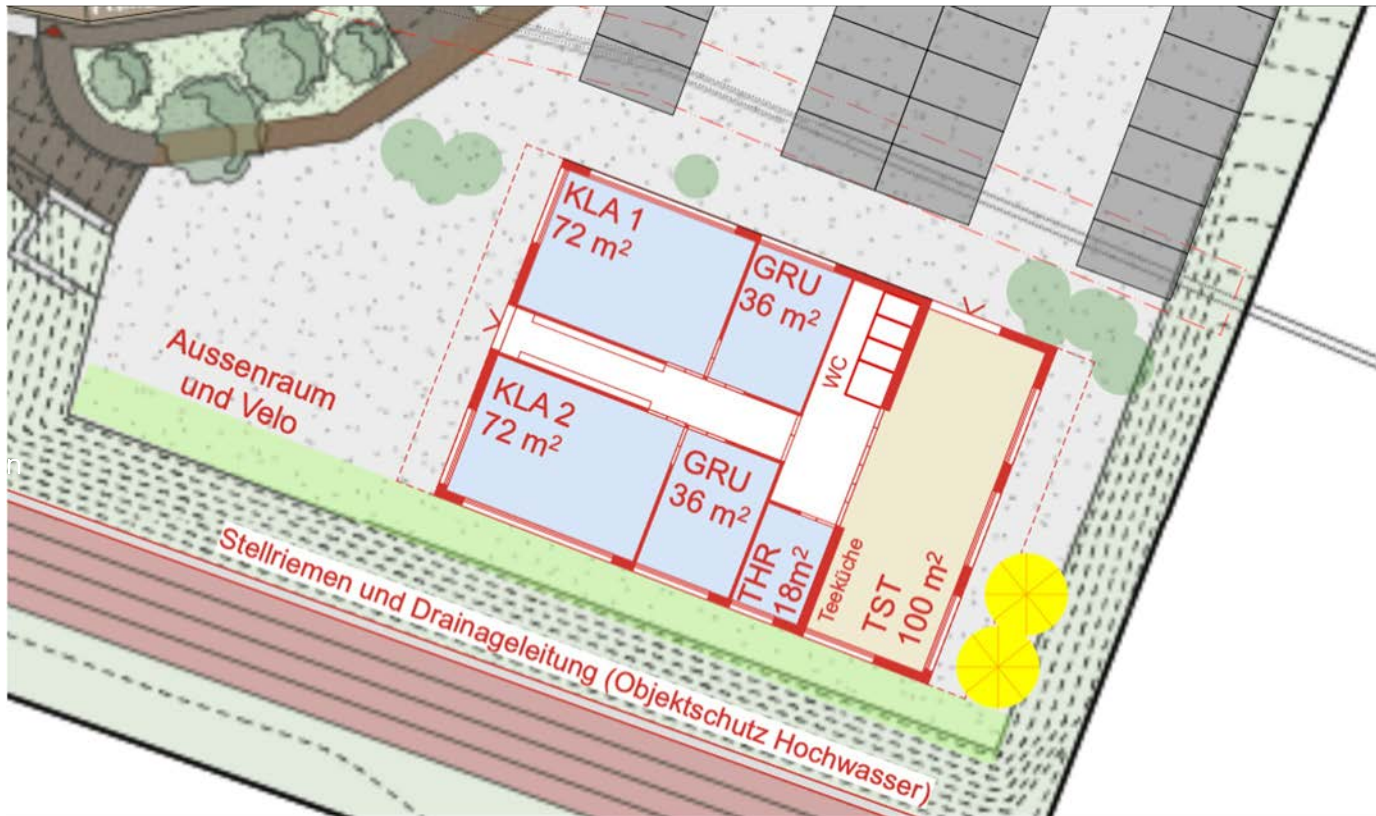 KLA 1
72 m²
GRU
36 m²
WC
Aussenraum
und Velo
KLA 2
72 m²
GRU
36 m²
THR
18m²
Teeküche
TST
100 m²
n
Stellriemen und Drainageleitung (Objektschutz Hochwasser)